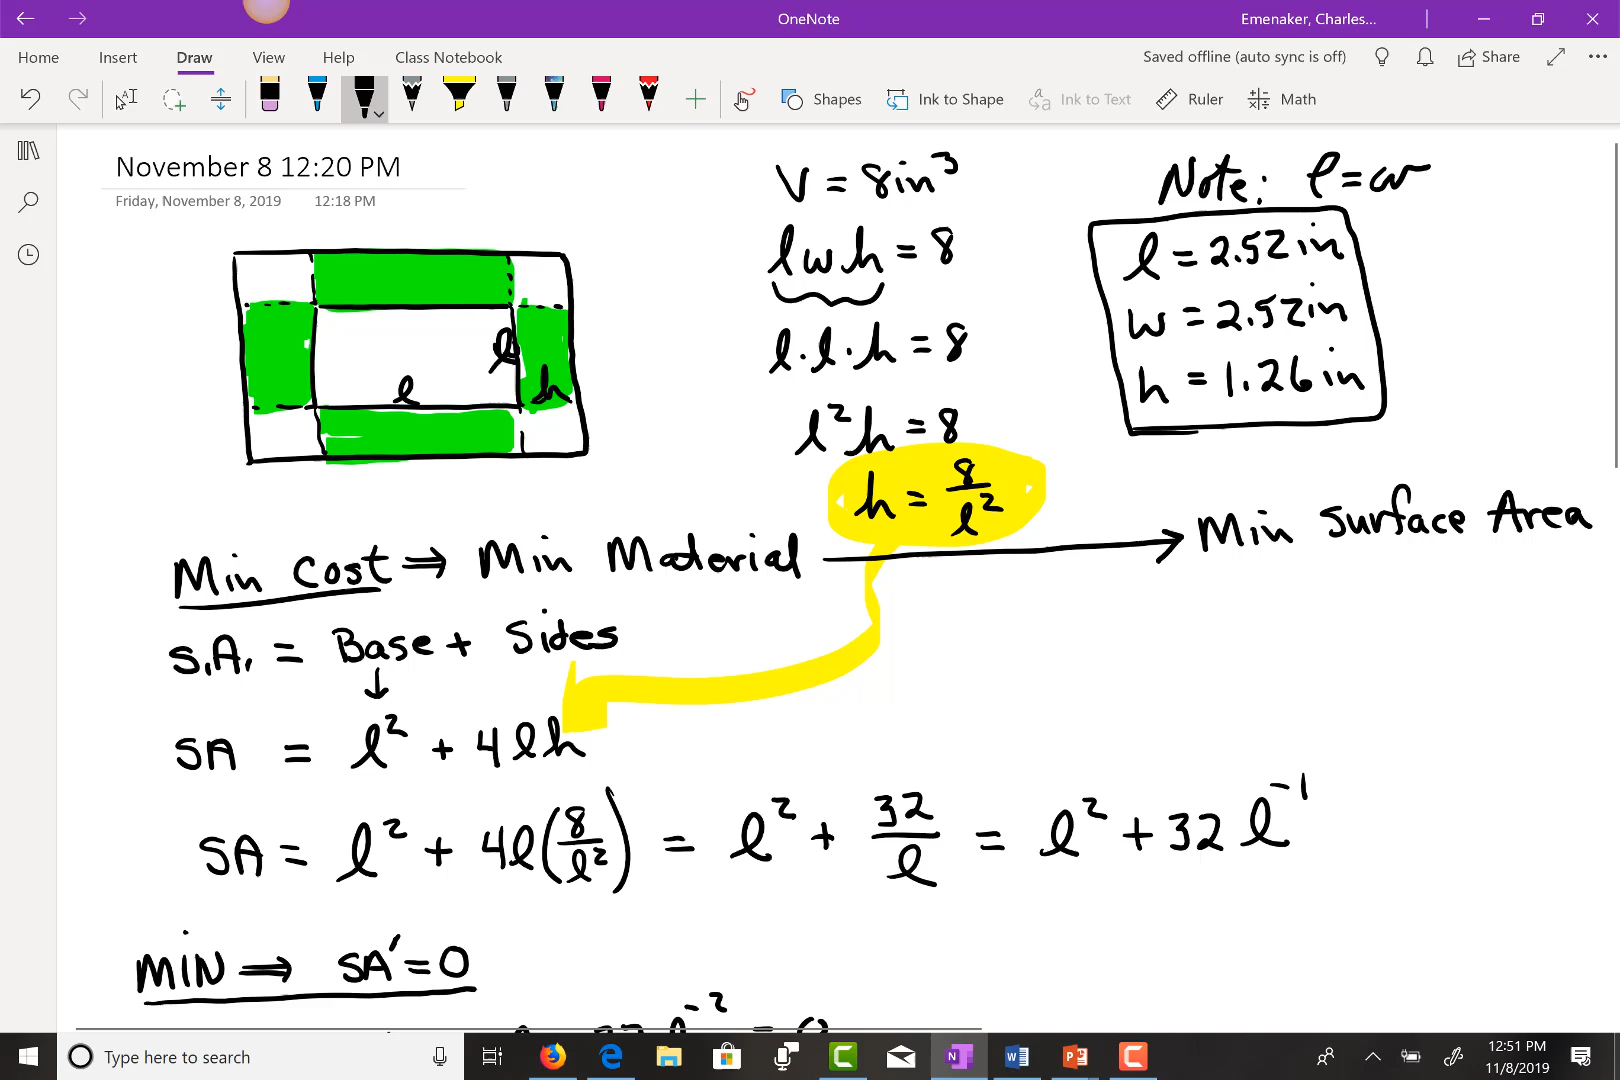 OneNote
Emenaker, Charles...
Home Insert Draw View Help Class Notebook
Saved offline (auto sync is off) Share
Shapes Ink to Shape Ink to Text Ruler Math
November 8 12:20 PM
Friday, November 8, 2019 12:18 PM
l
l
h
V = 8in³
l w h = 8
l · l · h = 8
l² h = 8
h = 8/l²
Note: l = w
l = 2.52 in
w = 2.52 in
h = 1.26 in
Min Cost ⇒ Min Material → Min Surface Area
S.A. = Base + Sides
↓
SA = l² + 4lh
SA = l² + 4l(8/l²) = l² + 32/l = l² + 32 l⁻¹
MIN ⇒ SA' = 0
Type here to search
12:51 PM
11/8/2019